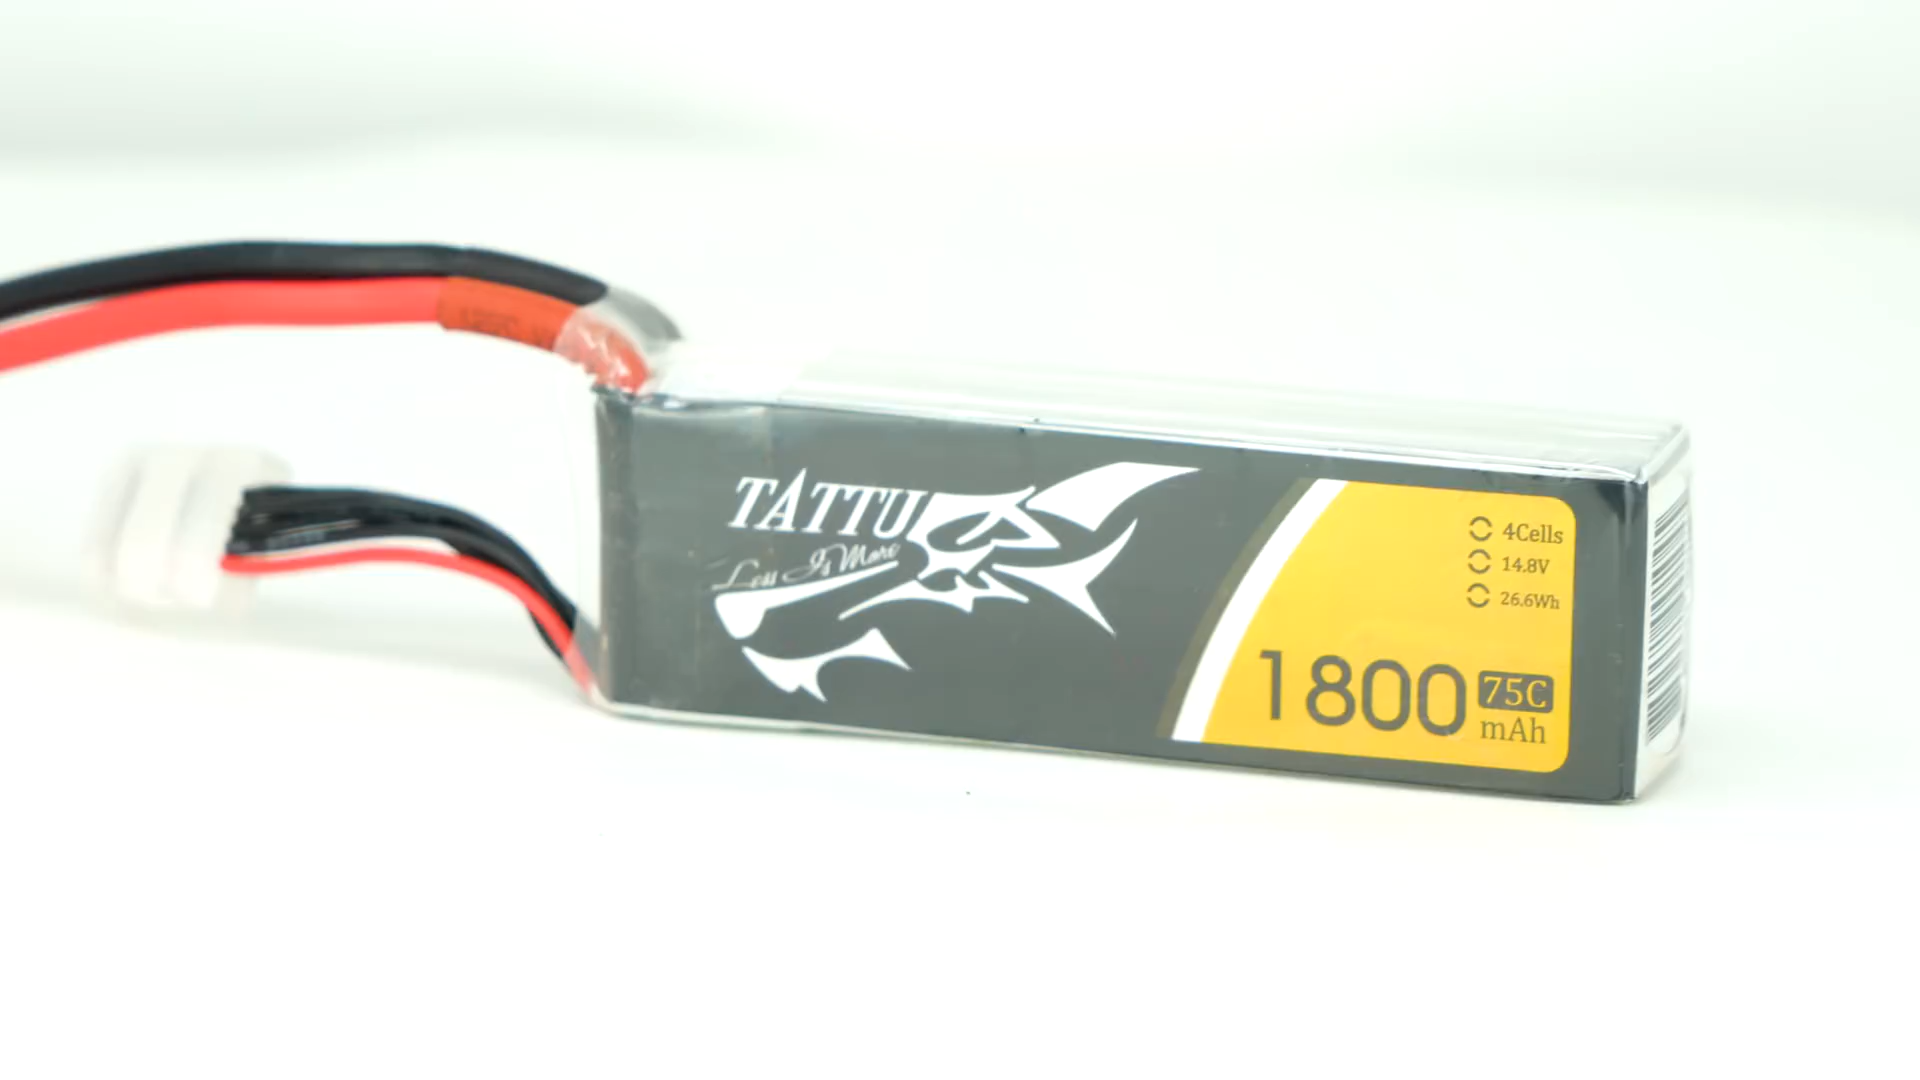 TATTU
Less Is More
4Cells
14.8V
26.6Wh
1800 75C
mAh